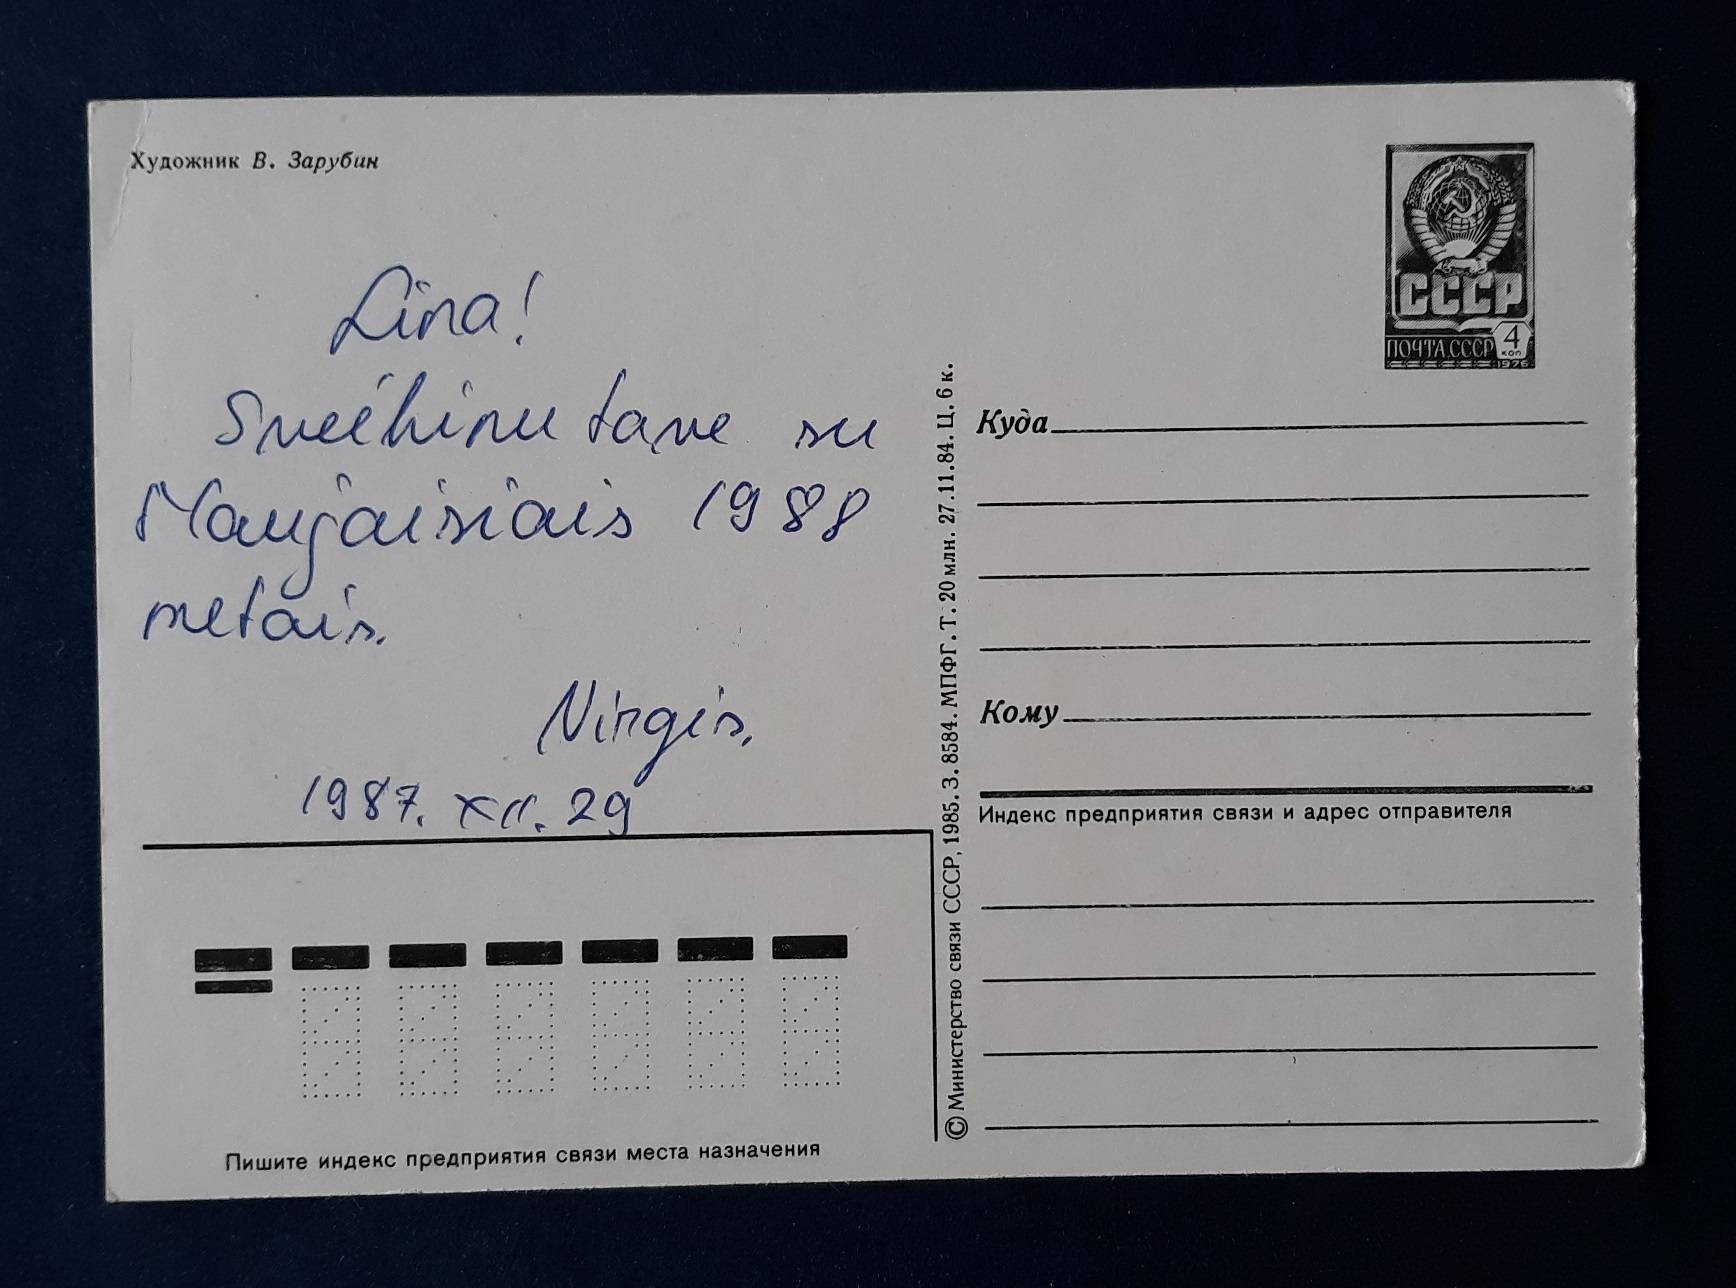 Художник В. Зарубин
Lina!
Sveikinu tave su
Naujaisiais 1988
metais.
Virgis.
1987. XII. 29
Пишите индекс предприятия связи места назначения
© Министерство связи СССР, 1985. З. 8584. МПФГ. Т. 20 млн. 27.11.84. Ц. 6 к.
СССР
ПОЧТА СССР 4 коп
1976
Куда
Кому
Индекс предприятия связи и адрес отправителя